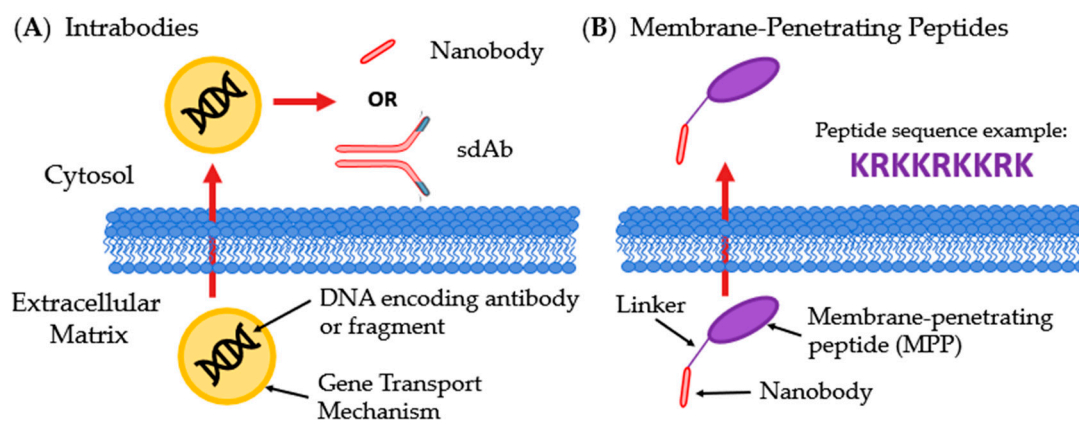 (A) Intrabodies
Nanobody
OR
sdAb
Cytosol
Extracellular
Matrix
DNA encoding antibody
or fragment
Gene Transport
Mechanism
(B) Membrane-Penetrating Peptides
Peptide sequence example:
KRKKRKKRK
Linker
Membrane-penetrating
peptide (MPP)
Nanobody